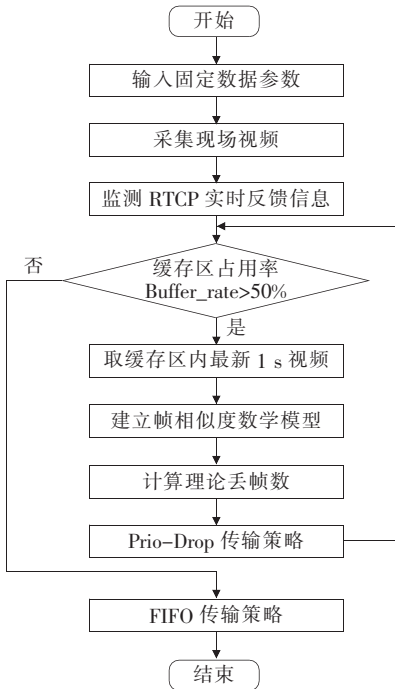 开始
输入固定数据参数
采集现场视频
监测 RTCP 实时反馈信息
否
缓存区占用率
Buffer_rate>50%
是
取缓存区内最新 1 s 视频
建立帧相似度数学模型
计算理论丢帧数
Prio-Drop 传输策略
FIFO 传输策略
结束